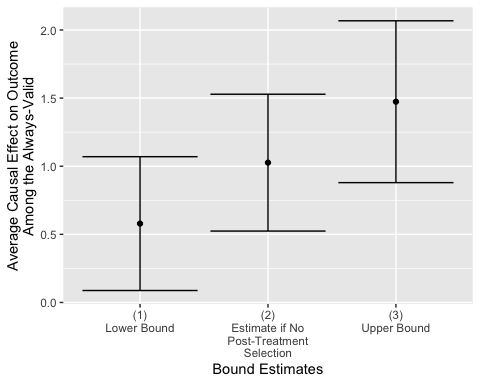 Average Causal Effect on Outcome
Among the Always-Valid
2.0
1.5
1.0
0.5
0.0
(1)
Lower Bound
(2)
Estimate if No
Post-Treatment
Selection
(3)
Upper Bound
Bound Estimates